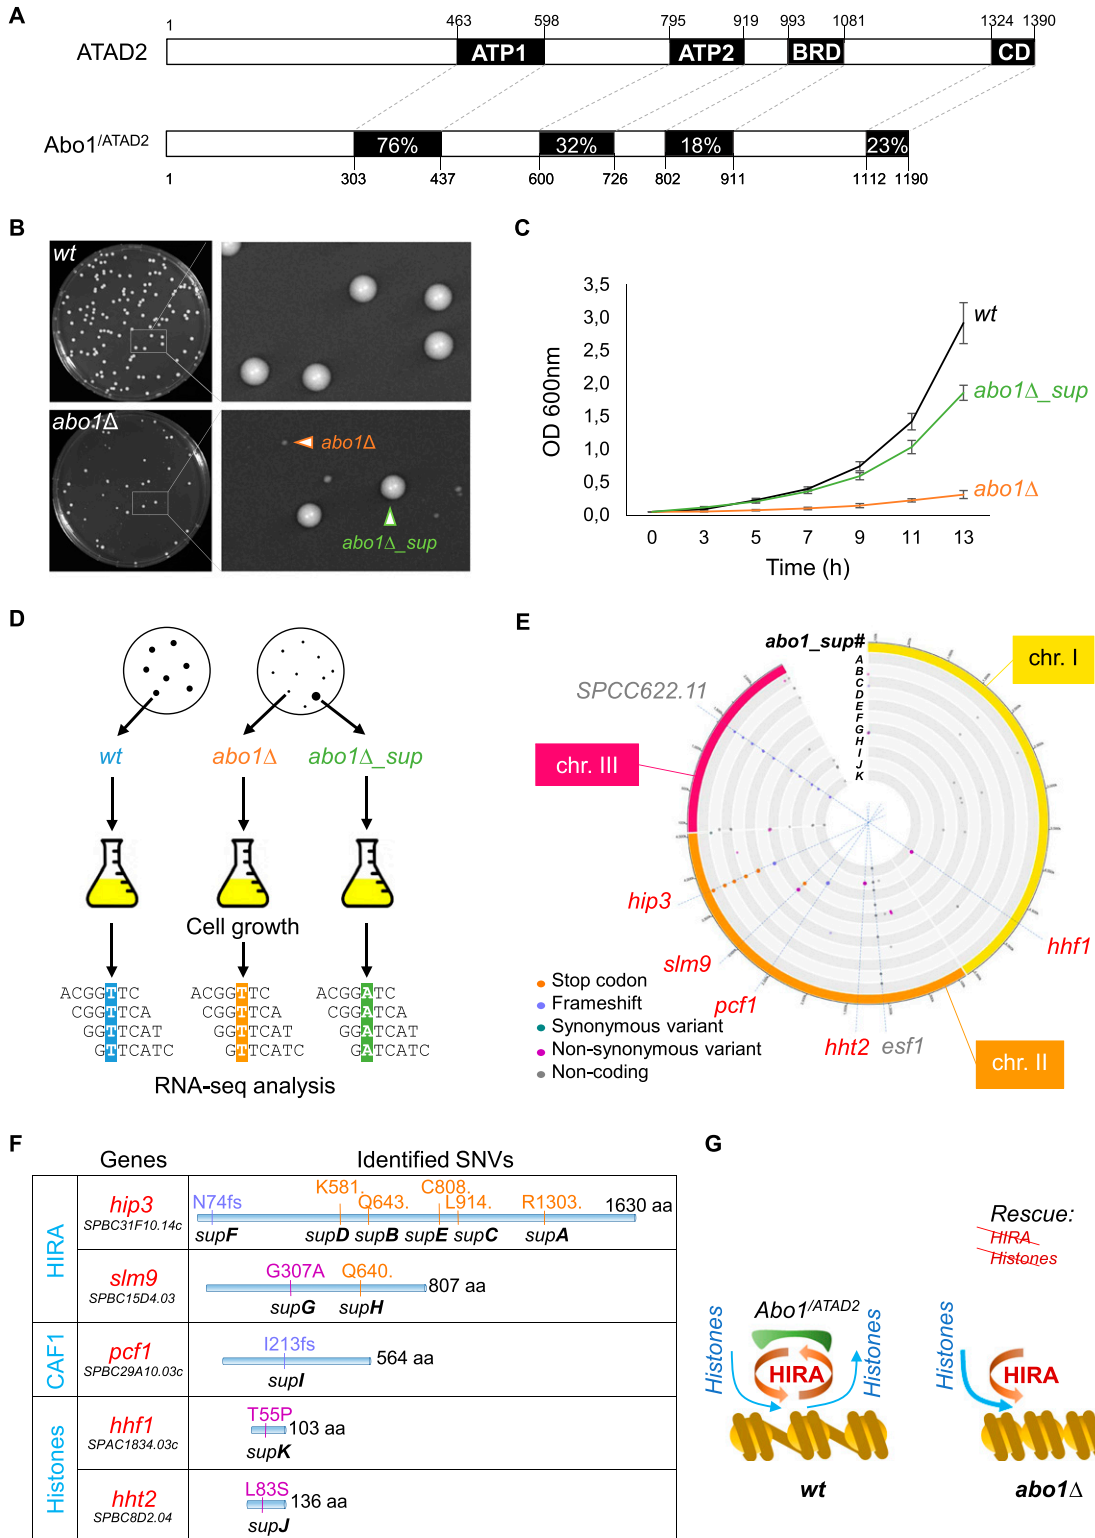 A
1
463
598
795
919
993
1081
1324
1390
ATAD2
ATP1
ATP2
BRD
CD
Abo1/ATAD2
76%
32%
18%
23%
1
303
437
600
726
802
911
1112
1190
B
wt
abo1Δ
abo1Δ
abo1Δ_sup
C
3,5
3,0
2,5
2,0
1,5
1,0
0,5
0,0
OD 600nm
wt
abo1Δ_sup
abo1Δ
0 3 5 7 9 11 13
Time (h)
D
wt
abo1Δ
abo1Δ_sup
Cell growth
ACGGTTC
CGGTTCA
GGTTCAT
GTTCATC
ACGGTTC
CGGTTCA
GGTTCAT
GTTCATC
ACGGATC
CGGATCA
GGATCAT
GATCATC
RNA-seq analysis
E
abo1_sup#
A
B
C
D
E
F
G
H
I
J
K
chr. I
SPCC622.11
chr. III
hip3
slm9
pcf1
hht2
esf1
hhf1
chr. II
Stop codon
Frameshift
Synonymous variant
Non-synonymous variant
Non-coding
F
Genes
Identified SNVs
HIRA
hip3
SPBC31F10.14c
N74fs
K581.
Q643.
C808.
L914.
R1303.
1630 aa
supF
supD
supB
supE
supC
supA
slm9
SPBC15D4.03
G307A
Q640.
807 aa
supG
supH
CAF1
pcf1
SPBC29A10.03c
I213fs
564 aa
supI
Histones
hhf1
SPAC1834.03c
T55P
103 aa
supK
hht2
SPBC8D2.04
L83S
136 aa
supJ
G
Rescue:
HIRA
Histones
Histones
Abo1/ATAD2
HIRA
Histones
wt
Histones
HIRA
abo1Δ